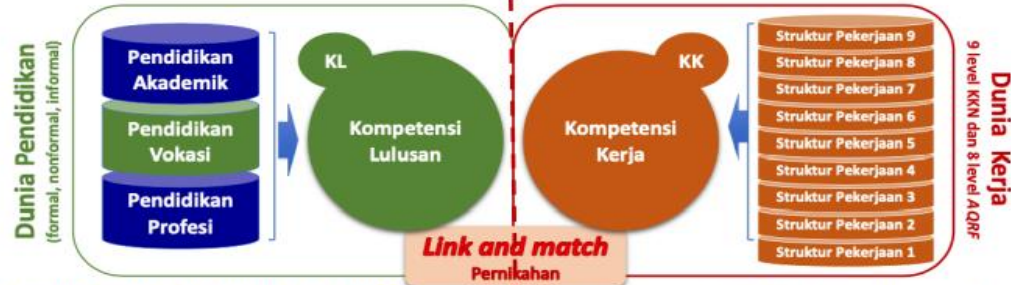 Dunia Pendidikan
(formal, nonformal, informal)
Pendidikan
Akademik
Pendidikan
Vokasi
Pendidikan
Profesi
KL
Kompetensi
Lulusan
KK
Kompetensi
Kerja
Link and match
Pernikahan
Struktur Pekerjaan 9
Struktur Pekerjaan 8
Struktur Pekerjaan 7
Struktur Pekerjaan 6
Struktur Pekerjaan 5
Struktur Pekerjaan 4
Struktur Pekerjaan 3
Struktur Pekerjaan 2
Struktur Pekerjaan 1
Dunia Kerja
9 level KKN dan 8 level AQRF